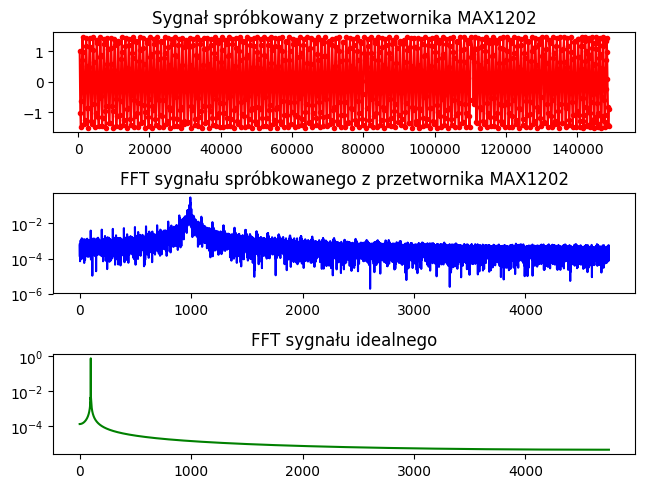 Sygnał spróbkowany z przetwornika MAX1202
1
0
−1
0 20000 40000 60000 80000 100000 120000 140000
FFT sygnału spróbkowanego z przetwornika MAX1202
10⁻²
10⁻⁴
10⁻⁶
0 1000 2000 3000 4000
FFT sygnału idealnego
10⁰
10⁻²
10⁻⁴
0 1000 2000 3000 4000